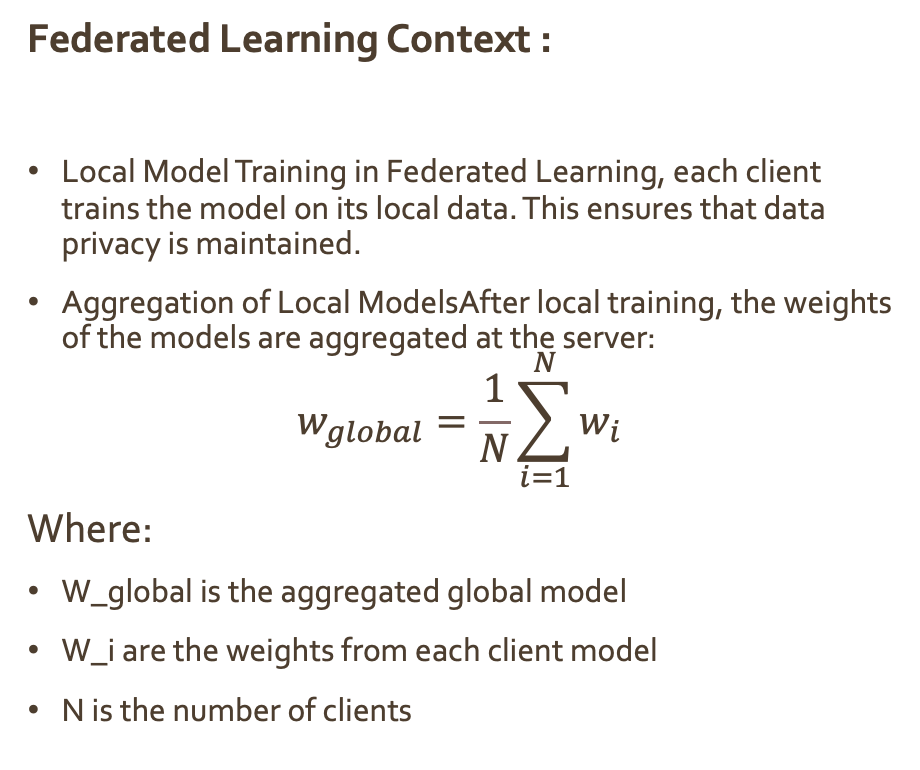 Federated Learning Context :
• Local Model Training in Federated Learning, each client
trains the model on its local data. This ensures that data
privacy is maintained.
• Aggregation of Local ModelsAfter local training, the weights
of the models are aggregated at the server:
w_{global} = \frac{1}{N} \sum_{i=1}^{N} w_i
Where:
• W_global is the aggregated global model
• W_i are the weights from each client model
• N is the number of clients